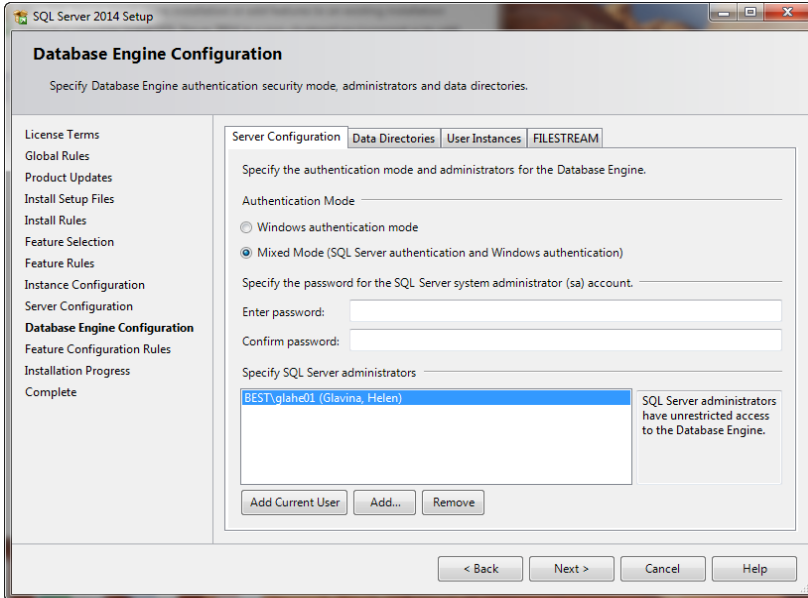 SQL Server 2014 Setup
Database Engine Configuration
Specify Database Engine authentication security mode, administrators and data directories.
License Terms
Global Rules
Product Updates
Install Setup Files
Install Rules
Feature Selection
Feature Rules
Instance Configuration
Server Configuration
Database Engine Configuration
Feature Configuration Rules
Installation Progress
Complete
Server Configuration Data Directories User Instances FILESTREAM
Specify the authentication mode and administrators for the Database Engine.
Authentication Mode
Windows authentication mode
Mixed Mode (SQL Server authentication and Windows authentication)
Specify the password for the SQL Server system administrator (sa) account.
Enter password:
Confirm password:
Specify SQL Server administrators
BEST\glahe01 (Glavina, Helen)
SQL Server administrators
have unrestricted access
to the Database Engine.
Add Current User Add... Remove
< Back Next > Cancel Help